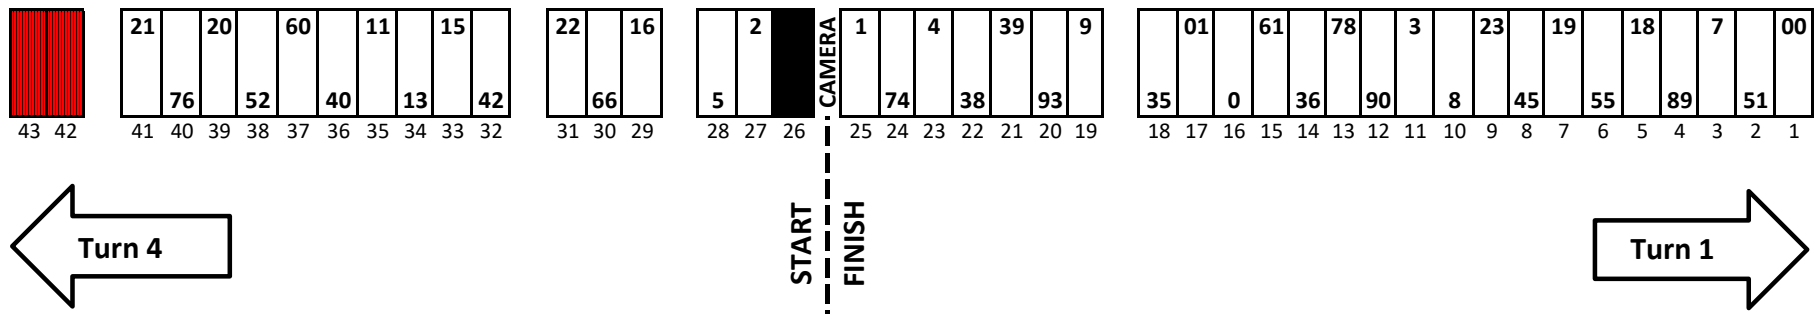 21 20 60 11 15 22 16 2 CAMERA 1 4 39 9 01 61 78 3 23 19 18 7 00
76 52 40 13 42 66 5 74 38 93 35 0 36 90 8 45 55 89 51
43 42 41 40 39 38 37 36 35 34 33 32 31 30 29 28 27 26 25 24 23 22 21 20 19 18 17 16 15 14 13 12 11 10 9 8 7 6 5 4 3 2 1
Turn 4
START
FINISH
Turn 1